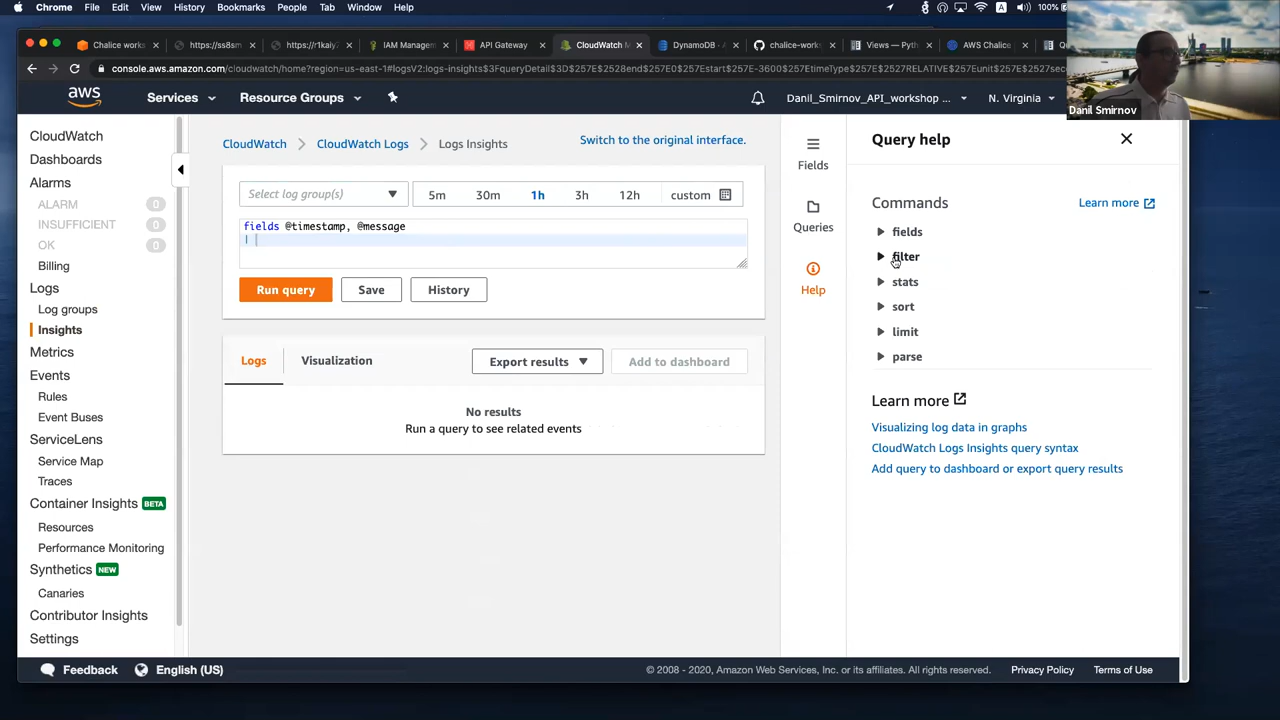 Chrome File Edit View History Bookmarks People Tab Window Help
A 100%
Chalice works
https://ss8sm
https://r1kaiy7
IAM Manage
API Gateway
CloudWatch M
DynamoDB - A
chalice-work
Views — Pyth
AWS Chalice
console.aws.amazon.com/cloudwatch/home?region=us-east-1#logsV2:logs-insights$3FqueryDetail$3D$257E$2528end$257E0$257Estart$257E-3600$257EtimeType$257E$2527RELATIVE$257Eunit$257E$2527sec
aws
Services
Resource Groups
Danil_Smirnov_API_workshop ...
N. Virginia
Danil Smirnov
CloudWatch
Dashboards
Alarms
ALARM 0
INSUFFICIENT 0
OK 0
Billing
Logs
Log groups
Insights
Metrics
Events
Rules
Event Buses
ServiceLens
Service Map
Traces
Container Insights BETA
Resources
Performance Monitoring
Synthetics NEW
Canaries
Contributor Insights
Settings
CloudWatch > CloudWatch Logs > Logs Insights
Switch to the original interface.
Select log group(s)
5m 30m 1h 3h 12h custom
fields @timestamp, @message
|
Run query
Save
History
Logs
Visualization
Export results
Add to dashboard
No results
Run a query to see related events
Fields
Queries
Help
Query help
Commands
Learn more
fields
filter
stats
sort
limit
parse
Learn more
Visualizing log data in graphs
CloudWatch Logs Insights query syntax
Add query to dashboard or export query results
Feedback
English (US)
© 2008 - 2020, Amazon Web Services, Inc. or its affiliates. All rights reserved.
Privacy Policy
Terms of Use